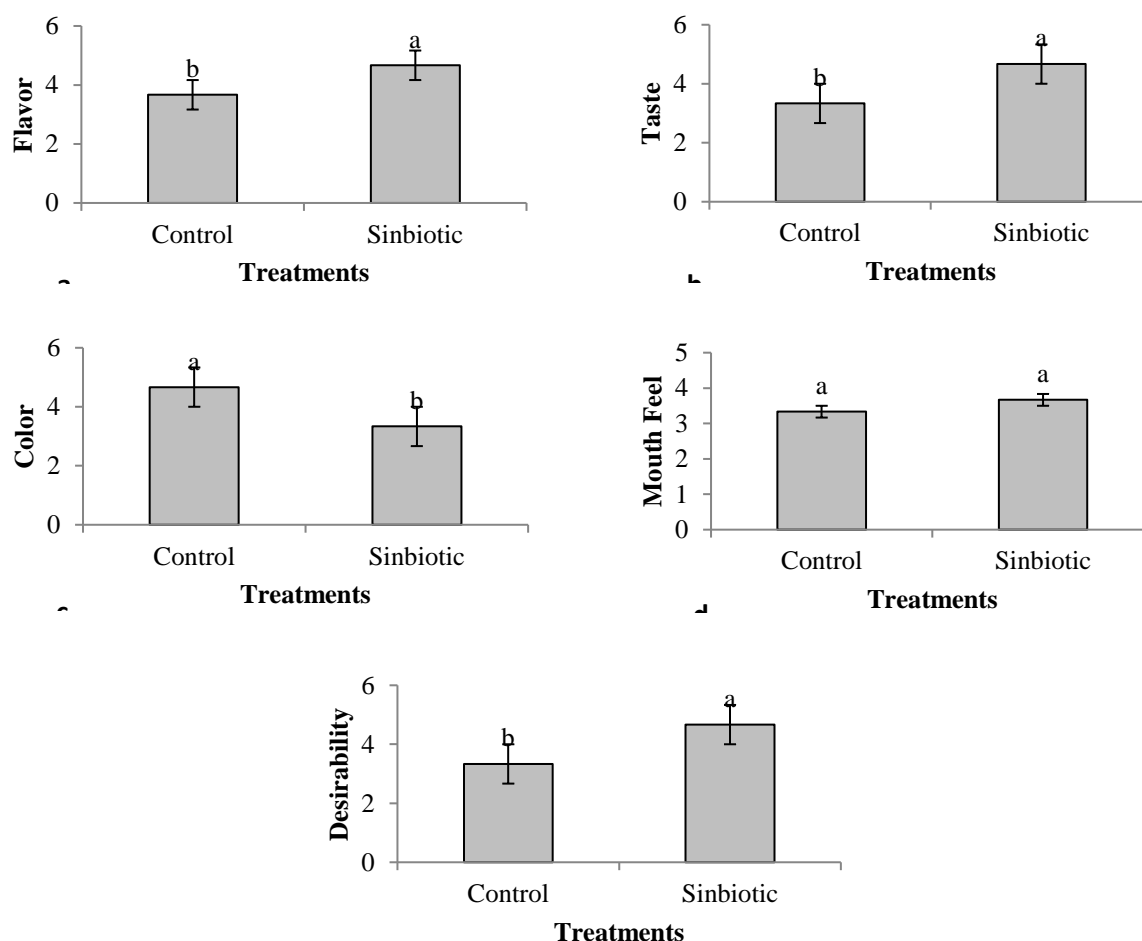 Flavor
6
4
2
0
b
a
Control Sinbiotic
Treatments
a
Taste
6
4
2
0
b
a
Control Sinbiotic
Treatments
b
Color
6
4
2
0
a
b
Control Sinbiotic
Treatments
Mouth Feel
5
4
3
2
1
0
a
a
Control Sinbiotic
Treatments
d
Desirability
6
4
2
0
b
a
Control Sinbiotic
Treatments